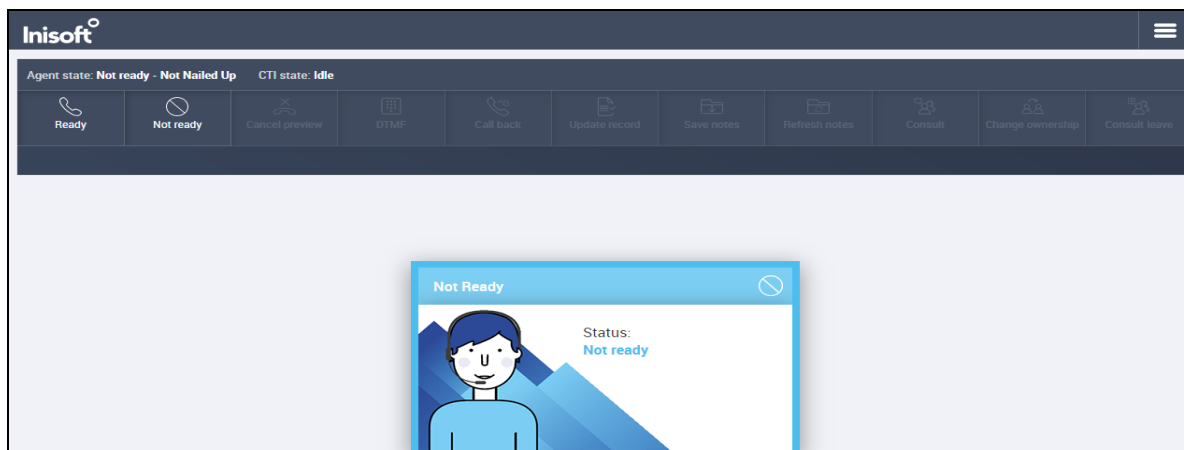 Inisoft
Agent state: Not ready - Not Nailed Up CTI state: Idle
Ready Not ready Cancel preview DTMF Call back Update record Save notes Refresh notes Consult Change ownership Consult leave
Not Ready
Status:
Not ready